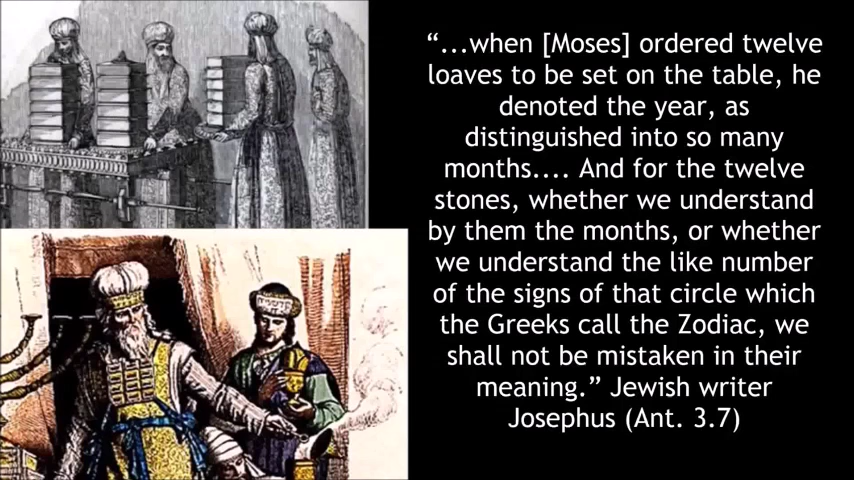 “...when [Moses] ordered twelve
loaves to be set on the table, he
denoted the year, as
distinguished into so many
months.... And for the twelve
stones, whether we understand
by them the months, or whether
we understand the like number
of the signs of that circle which
the Greeks call the Zodiac, we
shall not be mistaken in their
meaning.” Jewish writer
Josephus (Ant. 3.7)